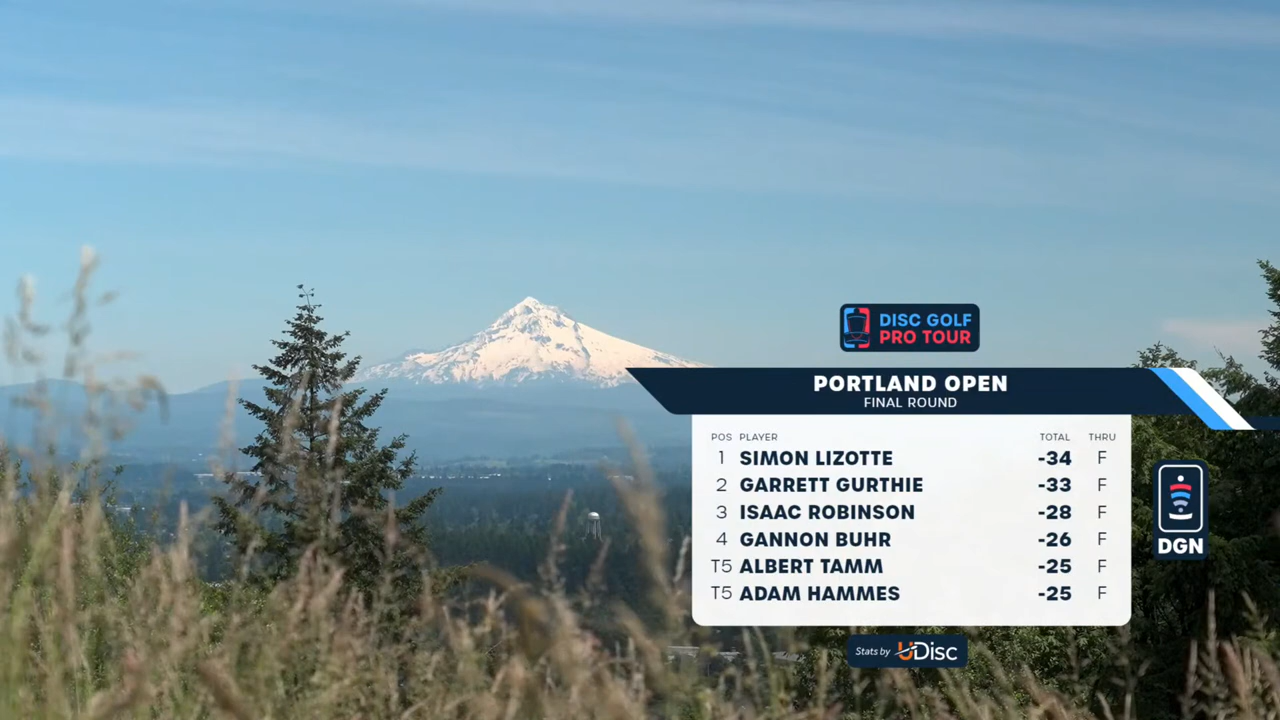 DISC GOLF
PRO TOUR
PORTLAND OPEN
FINAL ROUND
POS PLAYER TOTAL THRU
1 SIMON LIZOTTE -34 F
2 GARRETT GURTHIE -33 F
3 ISAAC ROBINSON -28 F
4 GANNON BUHR -26 F
T5 ALBERT TAMM -25 F
T5 ADAM HAMMES -25 F
DGN
Stats by UDisc